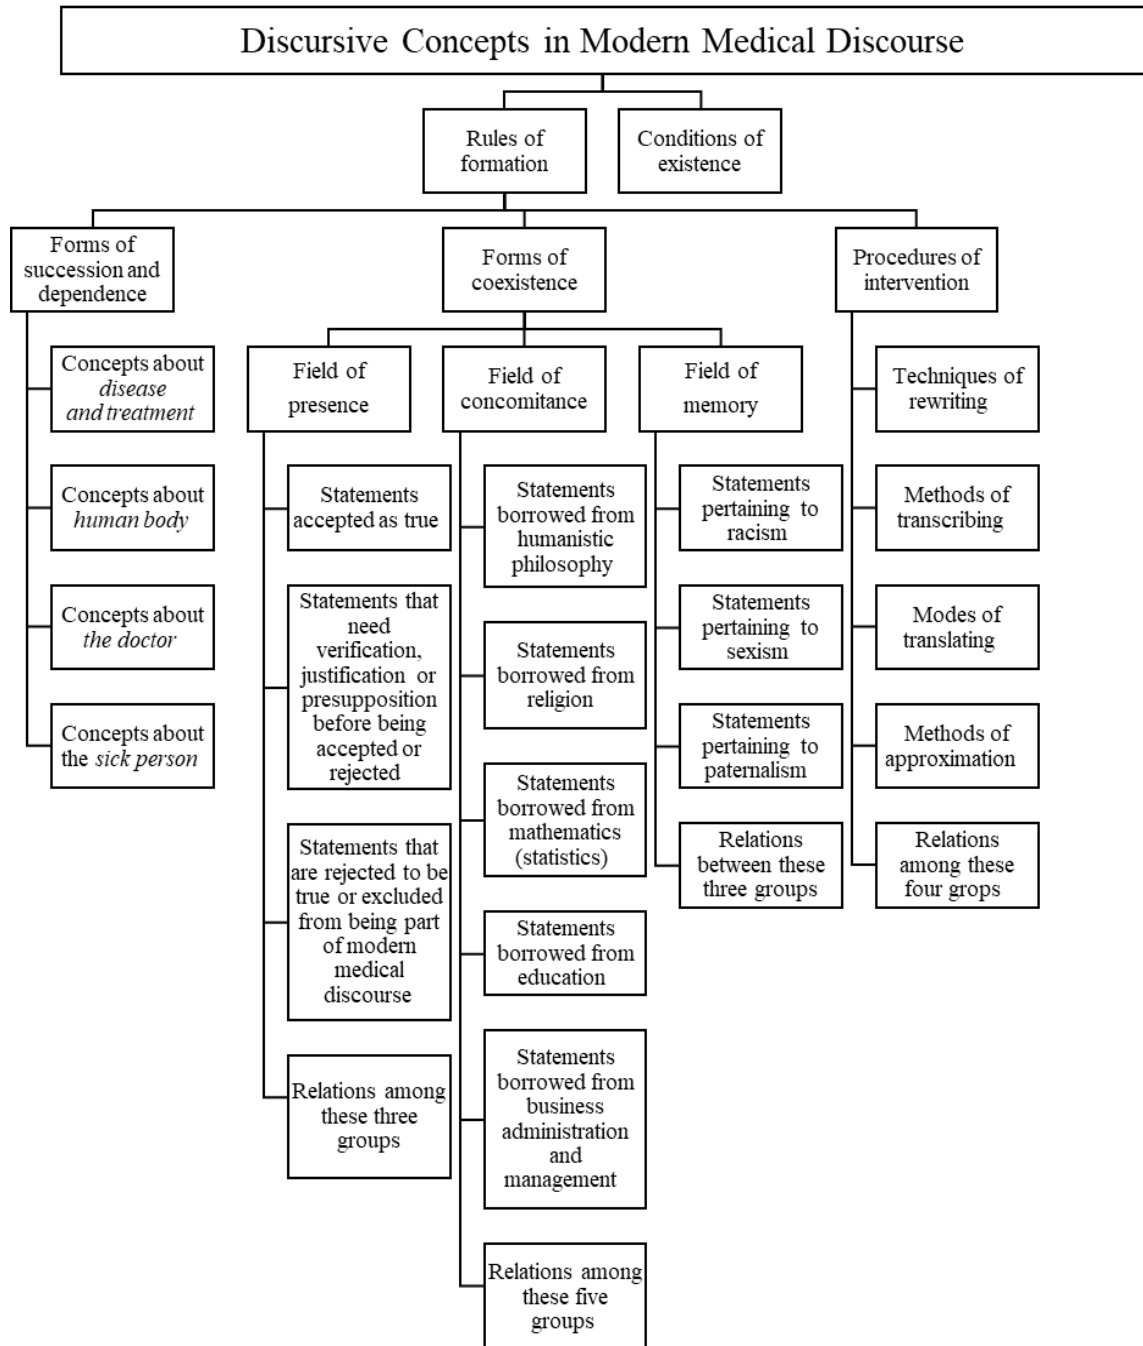 Discursive Concepts in Modern Medical Discourse
Rules of
formation
Conditions of
existence
Forms of
succession and
dependence
Forms of
coexistence
Procedures of
intervention
Concepts about
disease
and treatment
Concepts about
human body
Concepts about
the doctor
Concepts about
the sick person
Field of
presence
Field of
concomitance
Field of
memory
Statements
accepted as true
Statements that
need
verification,
justification or
presupposition
before being
accepted or
rejected
Statements that
are rejected to be
true or excluded
from being part
of modern
medical
discourse
Relations among
these three
groups
Statements
borrowed from
humanistic
philosophy
Statements
borrowed from
religion
Statements
borrowed from
mathematics
(statistics)
Statements
borrowed from
education
Statements
borrowed from
business
administration
and
management
Relations among
these five
groups
Statements
pertaining to
racism
Statements
pertaining to
sexism
Statements
pertaining to
paternalism
Relations
between these
three groups
Techniques of
rewriting
Methods of
transcribing
Modes of
translating
Methods of
approximation
Relations
among these
four grops